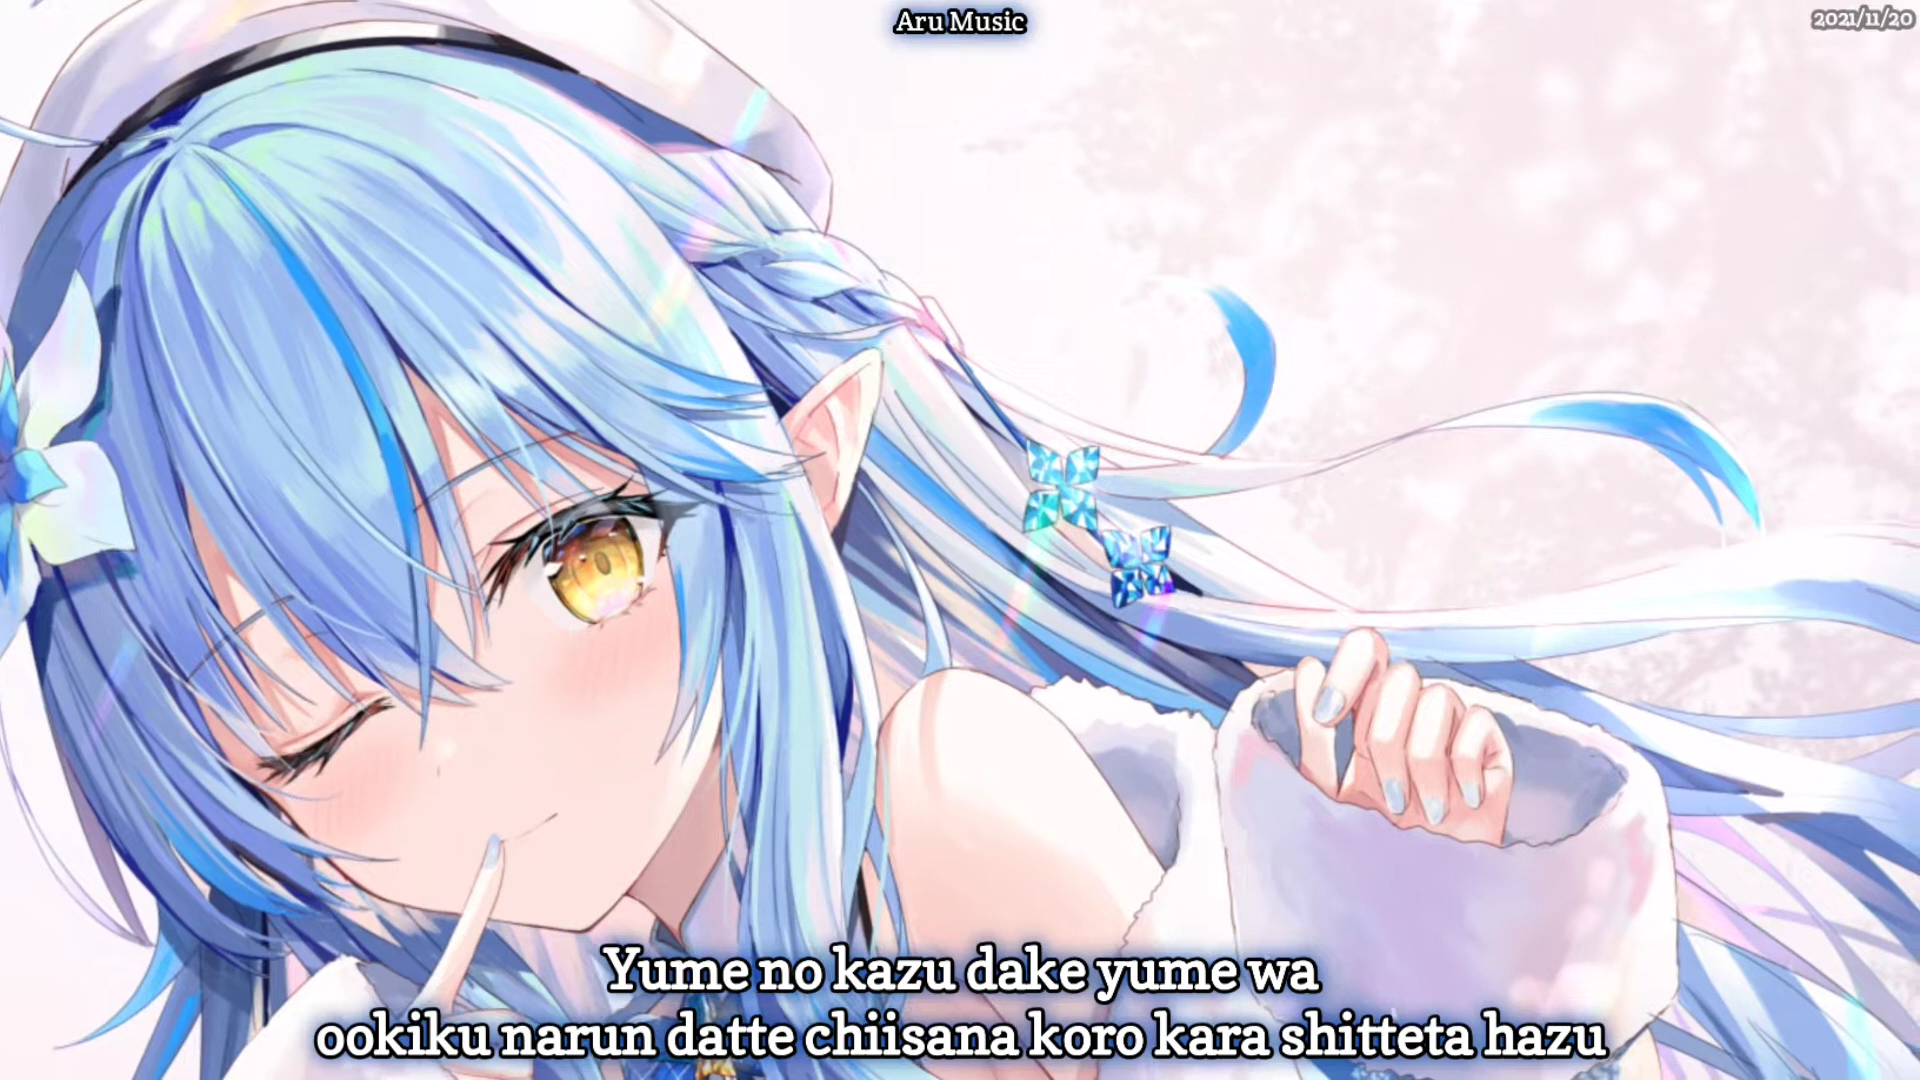 Aru Music
2021/11/20
Yume no kazu dake yume wa
ookiku narun datte chiisana koro kara shitteta hazu